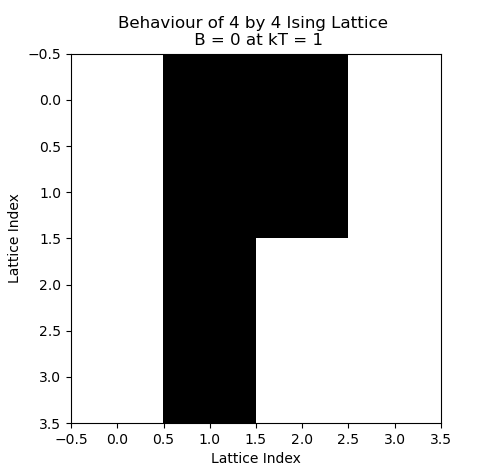 Behaviour of 4 by 4 Ising Lattice
B = 0 at kT = 1
−0.5
0.0
0.5
1.0
1.5
2.0
2.5
3.0
3.5
Lattice Index
−0.5 0.0 0.5 1.0 1.5 2.0 2.5 3.0 3.5
Lattice Index